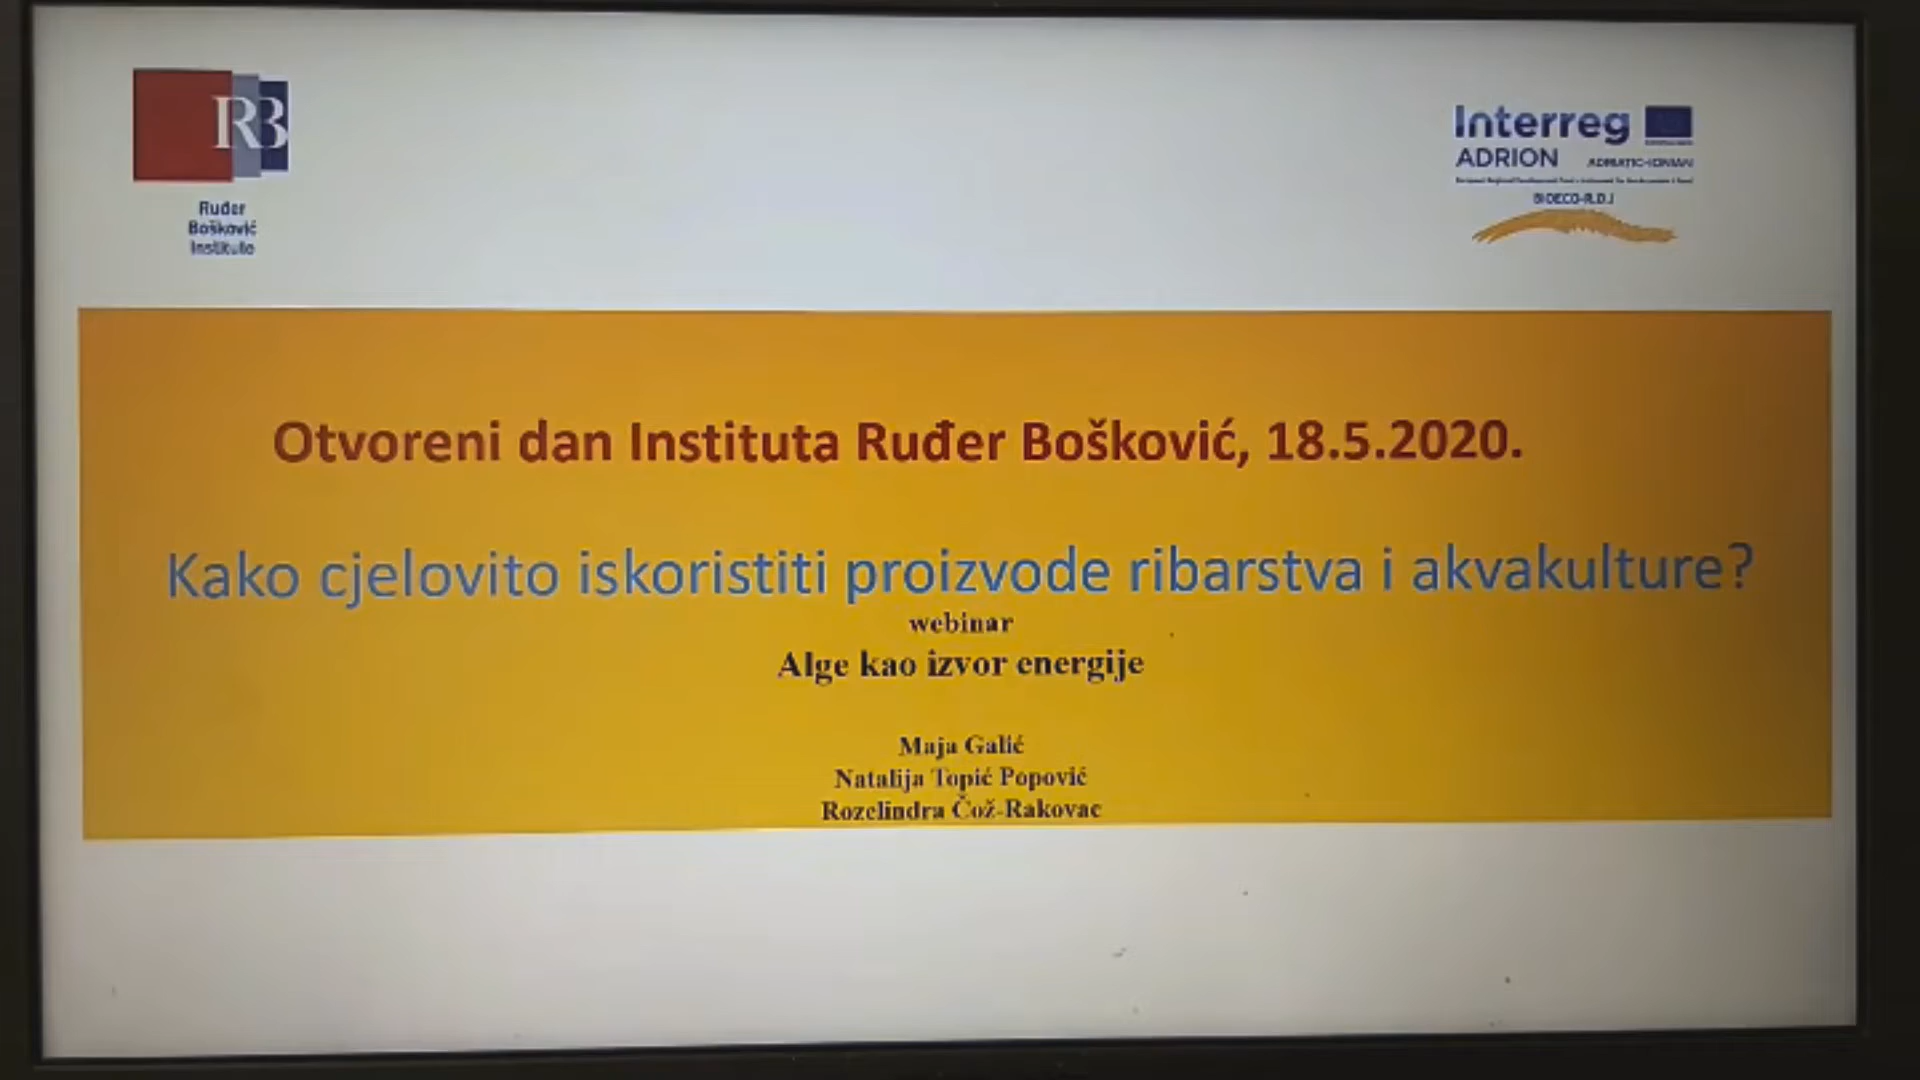 RB
Ruđer
Bošković
Institute
Interreg
ADRION ADRIATIC-IONIAN
BIOECO-R.D.I
Otvoreni dan Instituta Ruđer Bošković, 18.5.2020.
Kako cjelovito iskoristiti proizvode ribarstva i akvakulture?
webinar
Alge kao izvor energije
Maja Galić
Natalija Topić Popović
Rozelindra Čož-Rakovac